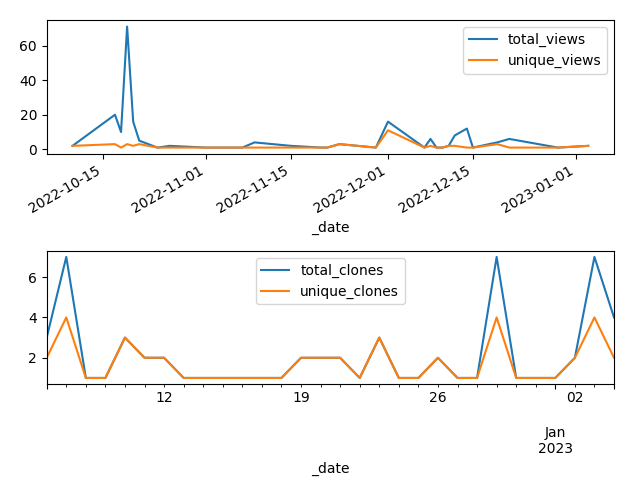 total_views
unique_views
60
40
20
0
2022-10-15
2022-11-01
2022-11-15
2022-12-01
2022-12-15
2023-01-01
_date
total_clones
unique_clones
6
4
2
12
19
26
02
Jan
2023
_date